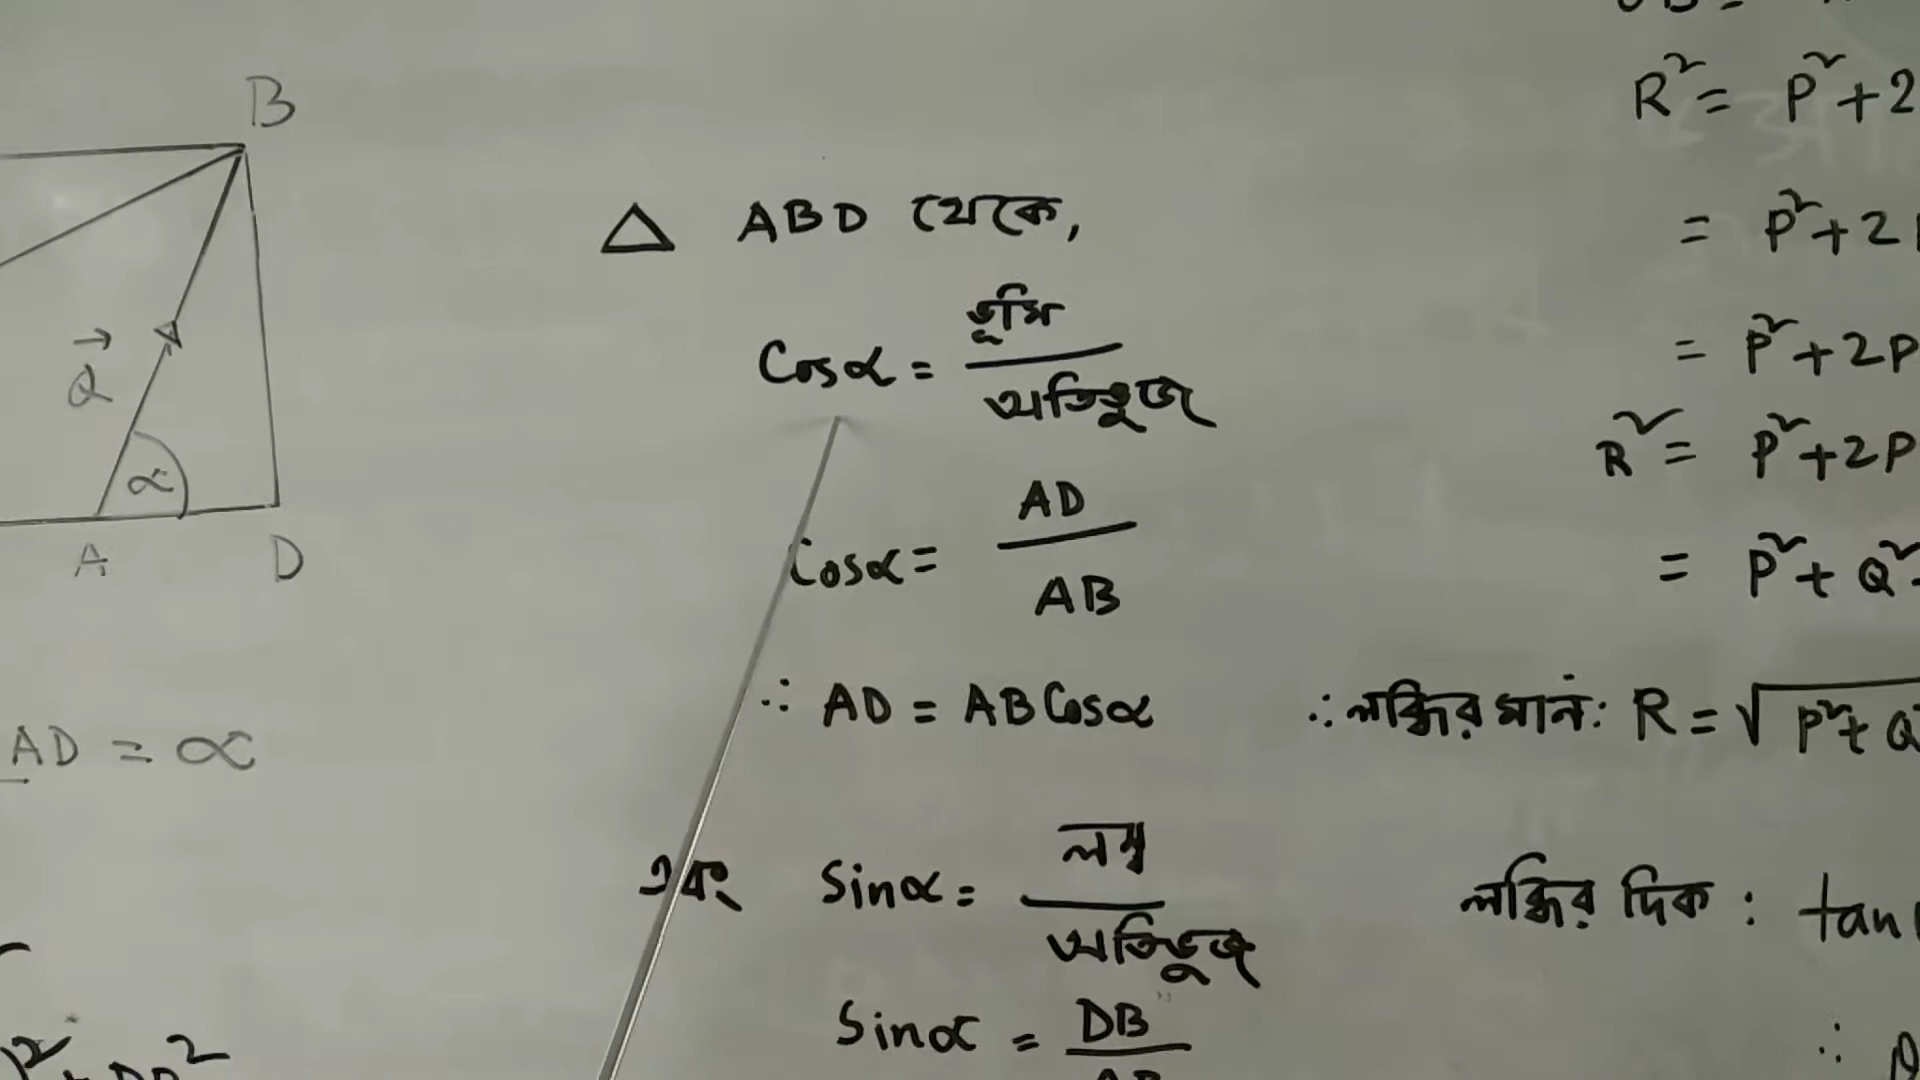 B
Q
α
A
D
AD = α
Δ ABD থেকে,
Cosα = ভূমি / অতিভুজ
Cosα = AD / AB
∴ AD = AB Cosα
এবং Sinα = লম্ব / অতিভুজ
Sinα = DB /
R² = P² + 2
= P² + 2
= P² + 2P
R² = P² + 2P
= P² + Q²
∴ লব্ধির মান: R = √P² + Q
লব্ধির দিক : tan
∴